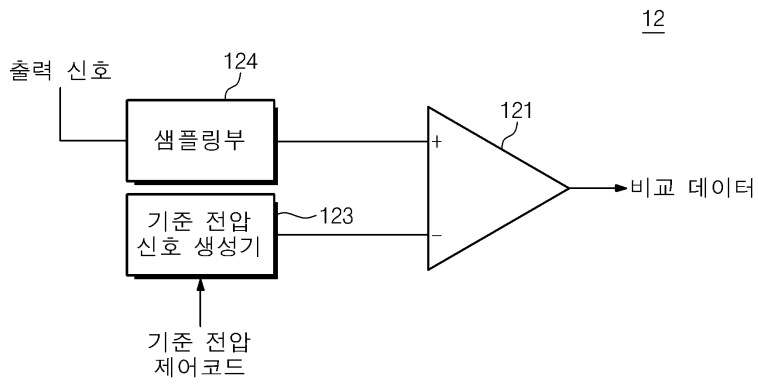 12
출력 신호
124
샘플링부
121
+
비교 데이터
기준 전압
신호 생성기
123
−
기준 전압
제어코드